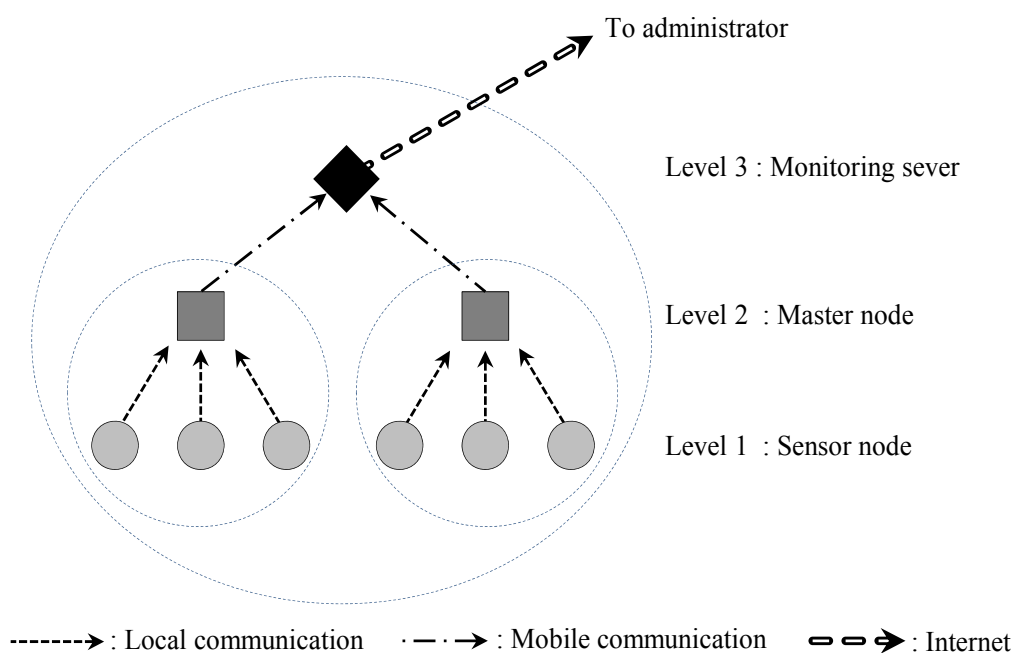 To administrator
Level 3 : Monitoring sever
Level 2 : Master node
Level 1 : Sensor node
: Local communication
: Mobile communication
: Internet